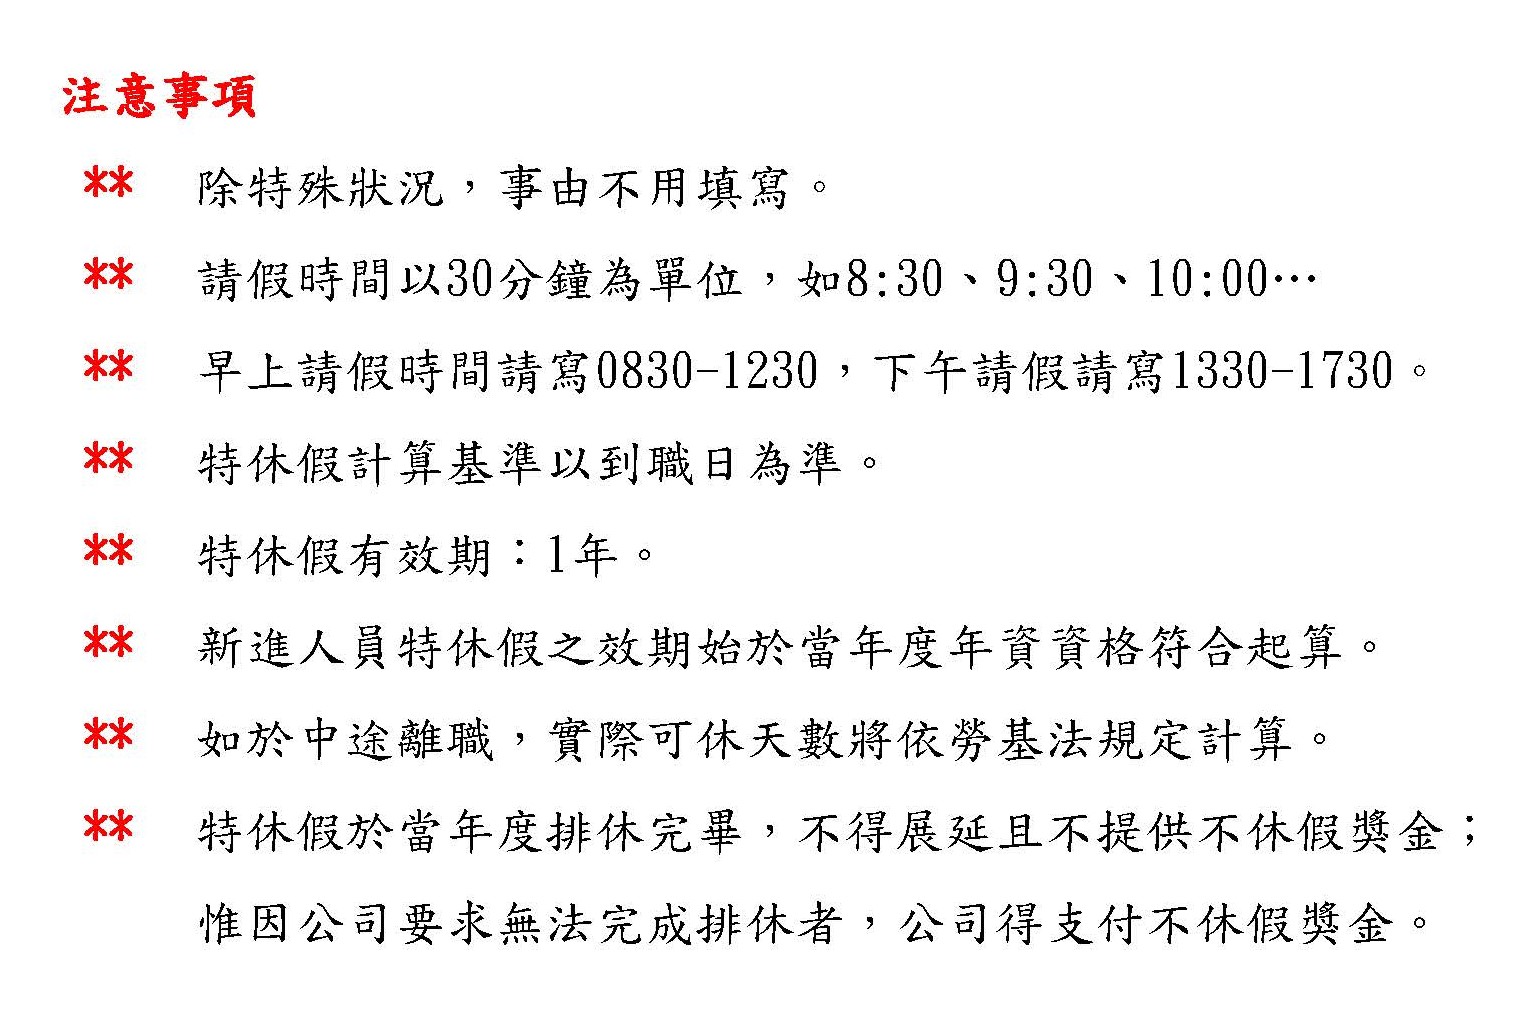 注意事項
** 除特殊狀況，事由不用填寫。
** 請假時間以30分鐘為單位，如8:30、9:30、10:00…
** 早上請假時間請寫0830-1230，下午請假請寫1330-1730。
** 特休假計算基準以到職日為準。
** 特休假有效期：1年。
** 新進人員特休假之效期始於當年度年資資格符合起算。
** 如於中途離職，實際可休天數將依勞基法規定計算。
** 特休假於當年度排休完畢，不得展延且不提供不休假獎金；
惟因公司要求無法完成排休者，公司得支付不休假獎金。